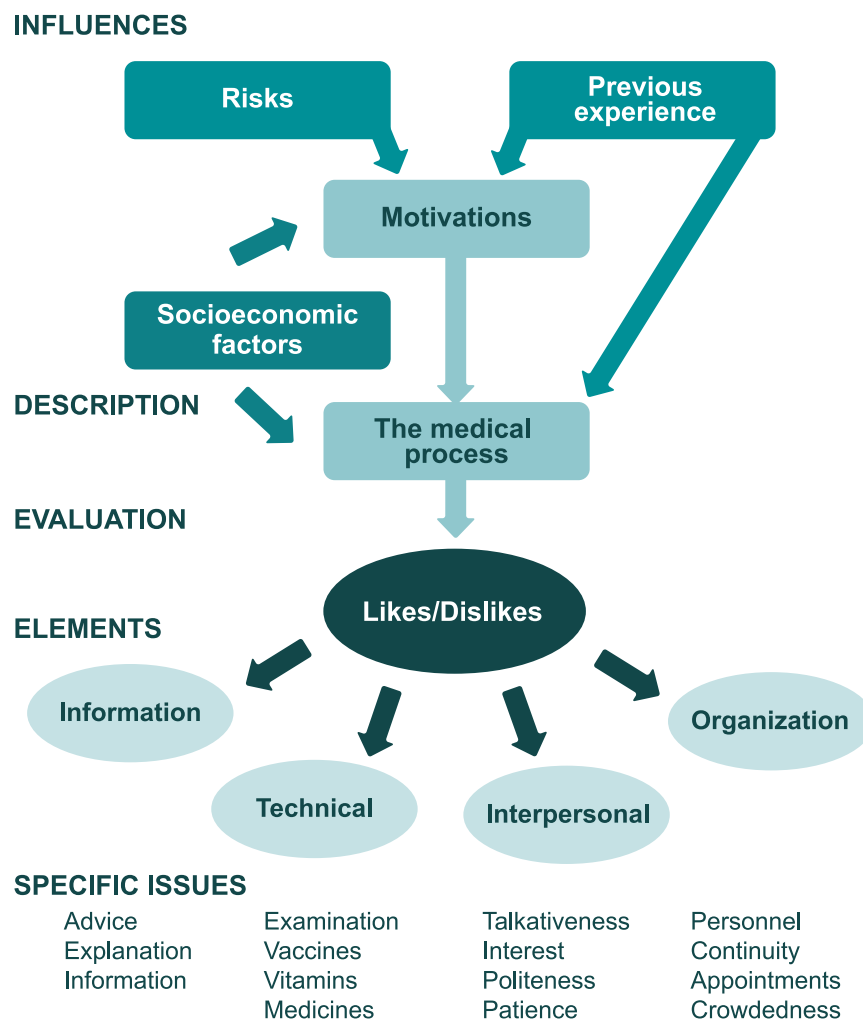 INFLUENCES
Risks
Previous
experience
Motivations
Socioeconomic
factors
DESCRIPTION
The medical
process
EVALUATION
Likes/Dislikes
ELEMENTS
Information
Organization
Technical
Interpersonal
SPECIFIC ISSUES
Advice
Explanation
Information
Examination
Vaccines
Vitamins
Medicines
Talkativeness
Interest
Politeness
Patience
Personnel
Continuity
Appointments
Crowdedness